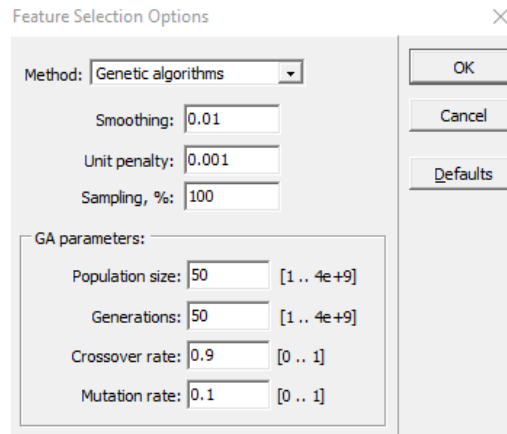 Feature Selection Options
Method: Genetic algorithms
OK
Smoothing: 0.01
Cancel
Unit penalty: 0.001
Defaults
Sampling, %: 100
GA parameters:
Population size: 50 [1 .. 4e+9]
Generations: 50 [1 .. 4e+9]
Crossover rate: 0.9 [0 .. 1]
Mutation rate: 0.1 [0 .. 1]